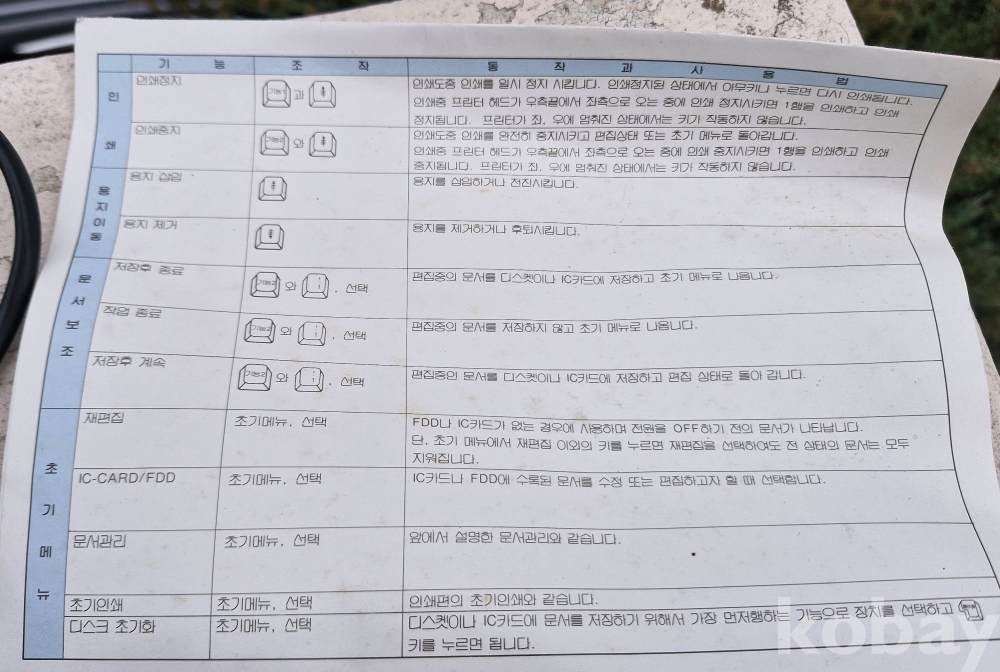 기 능 조 작 동 작 과 사 용 법
인 쇄
인쇄정지 기능1 과 인쇄도중 인쇄를 일시 정지 시킵니다. 인쇄정지된 상태에서 아무키나 누르면 다시 인쇄됩니다.
인쇄중 프린터 헤드가 우측끝에서 좌측으로 오는 중에 인쇄 정지시키면 1행을 인쇄하고 인쇄
정지됩니다. 프린터가 좌, 우에 멈춰진 상태에서는 키가 작동하지 않습니다.
인쇄중지 기능2 와 인쇄도중 인쇄를 완전히 중지시키고 편집상태 또는 초기 메뉴로 돌아갑니다.
인쇄중 프린터 헤드가 우측끝에서 좌측으로 오는 중에 인쇄 중지시키면 1행을 인쇄하고 인쇄
중지됩니다. 프린터가 좌, 우에 멈춰진 상태에서는 키가 작동하지 않습니다.
용지이동
용지 삽입 용지를 삽입하거나 전진시킵니다.
용지 제거 용지를 제거하거나 후퇴시킵니다.
문서보조
저장후 종료 기능2 와 , 선택 편집중의 문서를 디스켓이나 IC카드에 저장하고 초기 메뉴로 나옵니다.
작업 종료 기능2 와 , 선택 편집중의 문서를 저장하지 않고 초기 메뉴로 나옵니다.
저장후 계속 기능2 와 , 선택 편집중의 문서를 디스켓이나 IC카드에 저장하고 편집 상태로 돌아 갑니다.
초기메뉴
재편집 초기메뉴, 선택 FDD나 IC카드가 없는 경우에 사용하며 전원을 OFF하기 전의 문서가 나타납니다.
단, 초기 메뉴에서 재편집 이외의 키를 누르면 재편집을 선택하여도 전 상태의 문서는 모두
지워집니다.
IC-CARD/FDD 초기메뉴, 선택 IC카드나 FDD에 수록된 문서를 수정 또는 편집하고자 할 때 선택합니다.
문서관리 초기메뉴, 선택 앞에서 설명한 문서관리와 같습니다.
초기인쇄 초기메뉴, 선택 인쇄편의 초기인쇄와 같습니다.
디스크 초기화 초기메뉴, 선택 디스켓이나 IC카드에 문서를 저장하기 위해서 가장 먼저행하는 기능으로 장치를 선택하고
키를 누르면 됩니다.
kobay